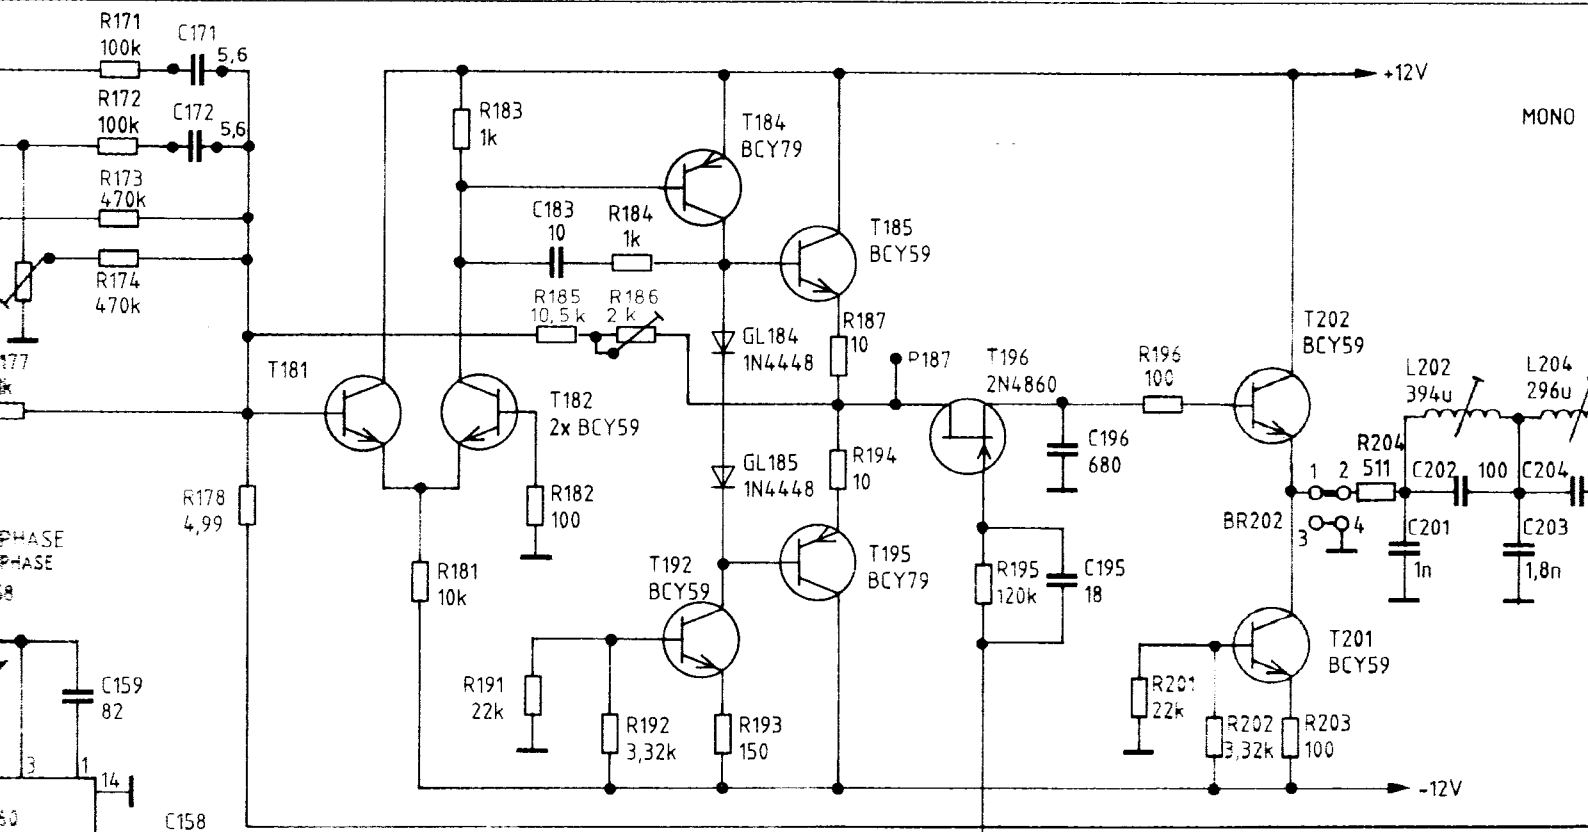 R171
100k
C171
5,6
R172
100k
C172
5,6
R173
470k
R174
470k
R183
1k
T184
BCY79
+12V
MONO
C183
10
R184
1k
T185
BCY59
R185
10,5k
R186
2k
GL184
1N4448
R187
10
P187
T196
2N4860
R196
100
T202
BCY59
L202
394u
L204
296u
T181
T182
2x BCY59
C196
680
R204
511
1 2
C202 100
C204
R178
4,99
R182
100
GL185
1N4448
R194
10
BR202
3 4
C201
1n
C203
1,8n
PHASE
PHASE
R181
10k
T192
BCY59
T195
BCY79
R195
120k
C195
18
T201
BCY59
C159
82
R191
22k
R192
3,32k
R193
150
R201
22k
R202
3,32k
R203
100
3
1
14
-12V
C158